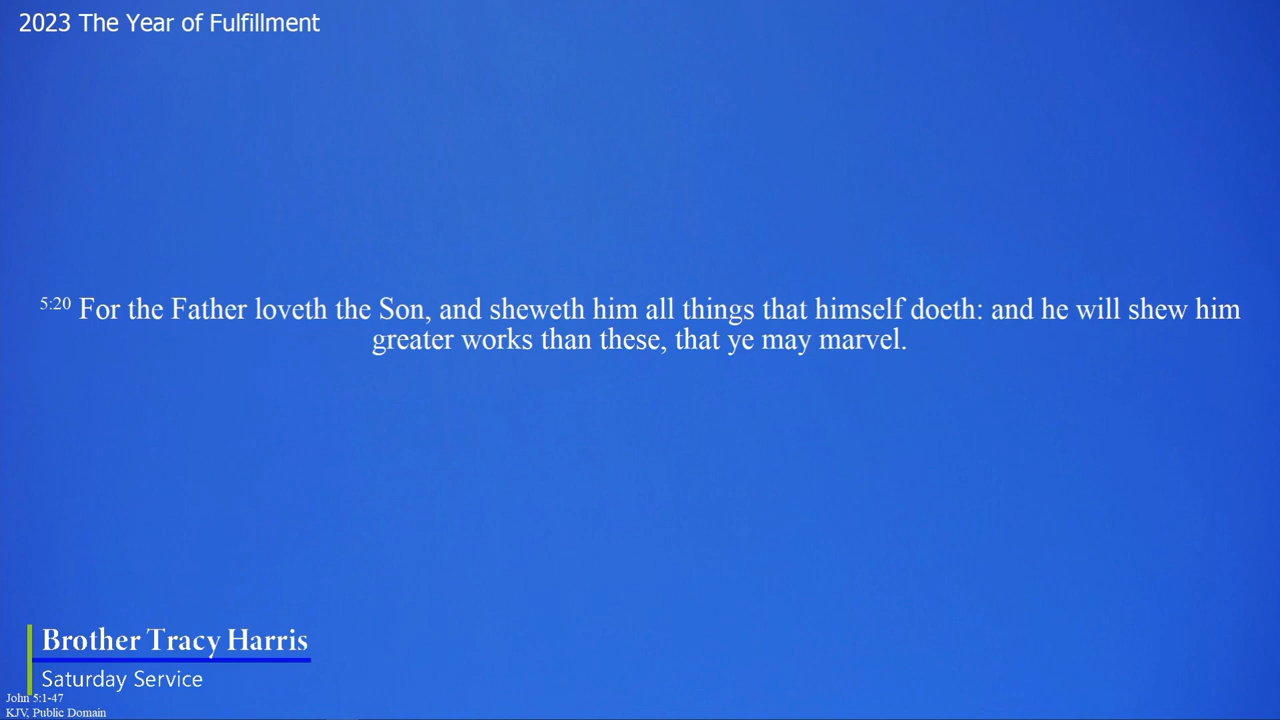 2023 The Year of Fulfillment
5:20 For the Father loveth the Son, and sheweth him all things that himself doeth: and he will shew him
greater works than these, that ye may marvel.
Brother Tracy Harris
Saturday Service
John 5:1-47
KJV, Public Domain